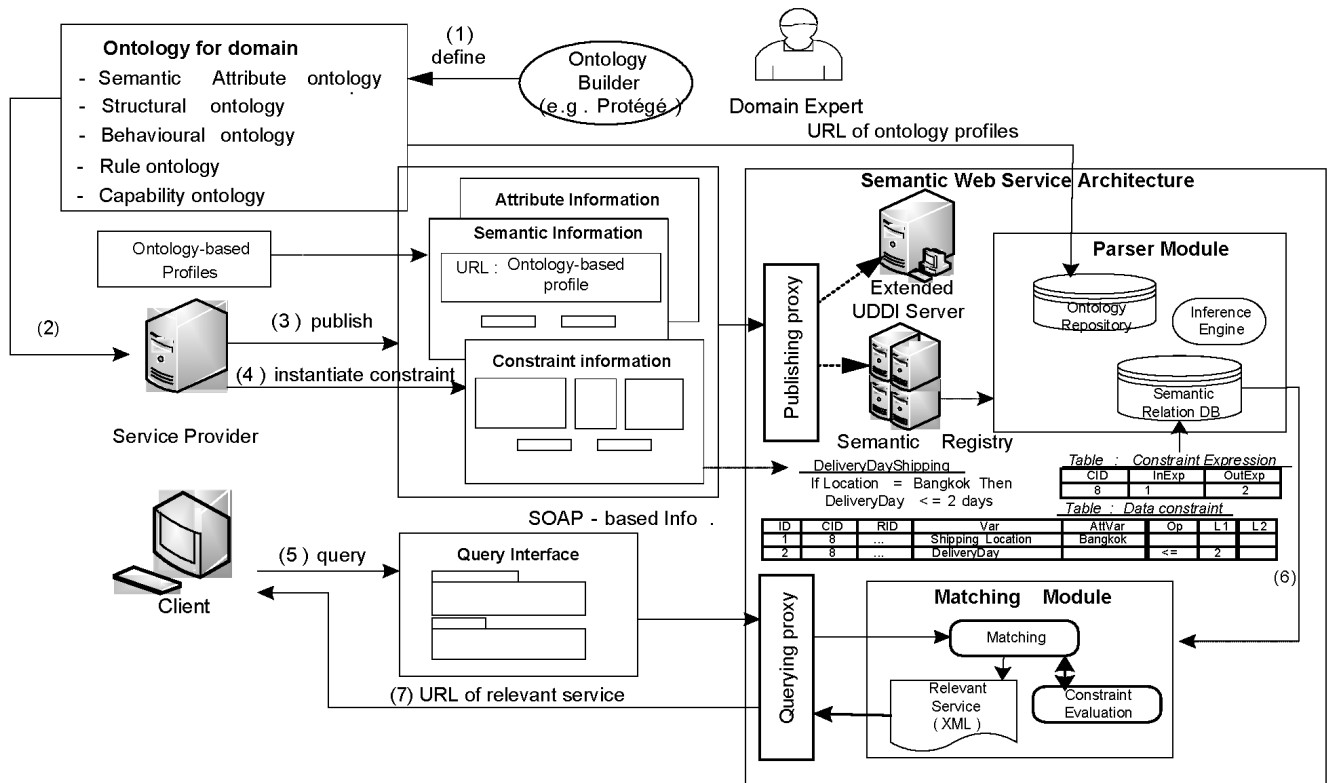 Ontology for domain
- Semantic Attribute ontology
- Structural ontology
- Behavioural ontology
- Rule ontology
- Capability ontology
(1)
define
Ontology
Builder
(e.g . Protégé )
Domain Expert
URL of ontology profiles
Ontology-based
Profiles
(2)
Service Provider
(3 ) publish
(4 ) instantiate constraint
Attribute Information
Semantic Information
URL : Ontology-based
profile
Constraint information
SOAP - based Info .
Semantic Web Service Architecture
Publishing proxy
Extended
UDDI Server
Semantic Registry
Parser Module
Ontology
Repository
Inference
Engine
Semantic
Relation DB
DeliveryDayShipping
If Location = Bangkok Then
DeliveryDay <= 2 days
Table : Constraint Expression
CID InExp OutExp
8 1 2
Table : Data constraint
ID CID RID Var AttVar Op L1 L2
1 8 ... Shipping Location Bangkok
2 8 ... DeliveryDay <= 2
(6)
Client
(5 ) query
Query Interface
(7) URL of relevant service
Querying proxy
Matching Module
Matching
Relevant
Service
( XML )
Constraint
Evaluation